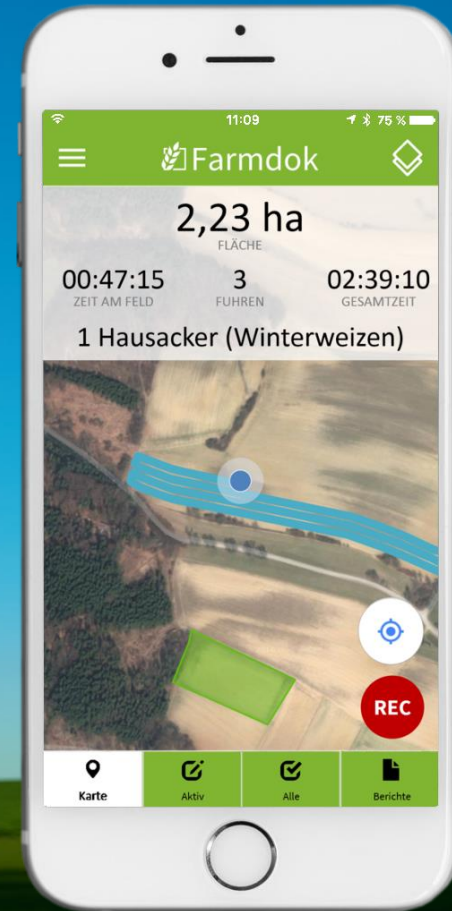 11:09
75 %
Farmdok
2,23 ha
FLÄCHE
00:47:15 3 02:39:10
ZEIT AM FELD FUHREN GESAMTZEIT
1 Hausacker (Winterweizen)
REC
Karte Aktiv Alle Berichte